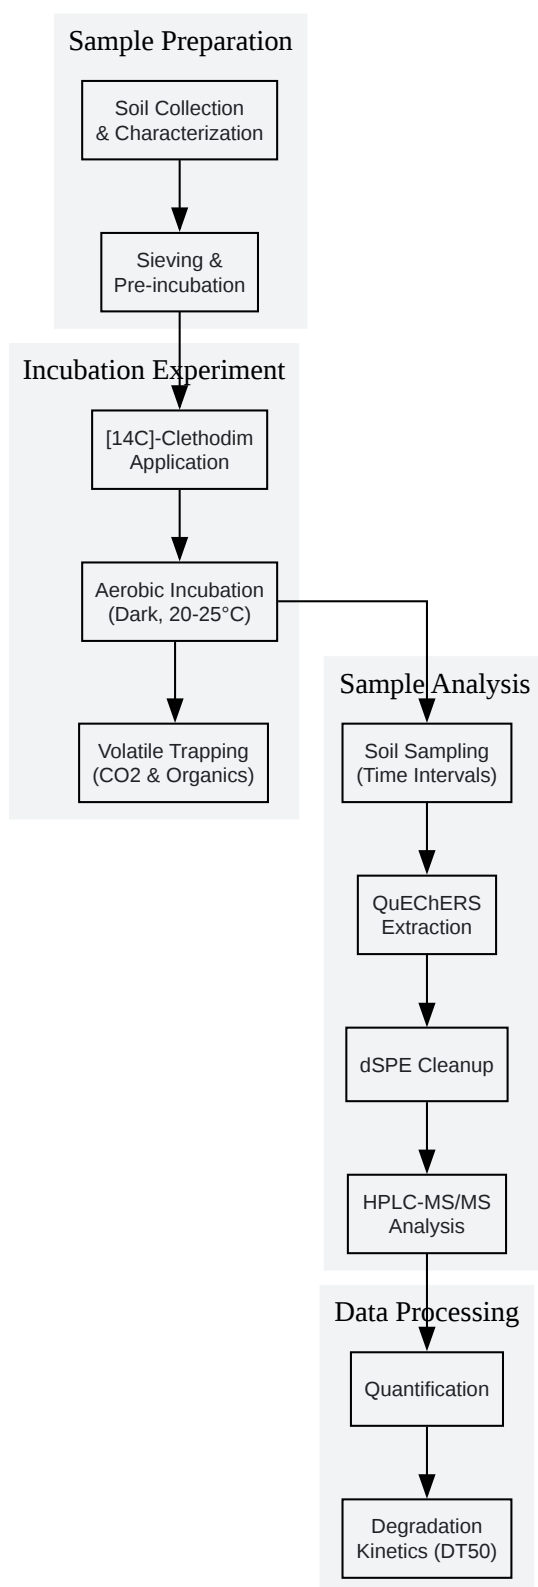 Sample Preparation
Soil Collection
& Characterization
Sieving &
Pre-incubation
Incubation Experiment
[14C]-Clethodim
Application
Aerobic Incubation
(Dark, 20-25°C)
Volatile Trapping
(CO2 & Organics)
Sample Analysis
Soil Sampling
(Time Intervals)
QuEChERS
Extraction
dSPE Cleanup
HPLC-MS/MS
Analysis
Data Processing
Quantification
Degradation
Kinetics (DT50)